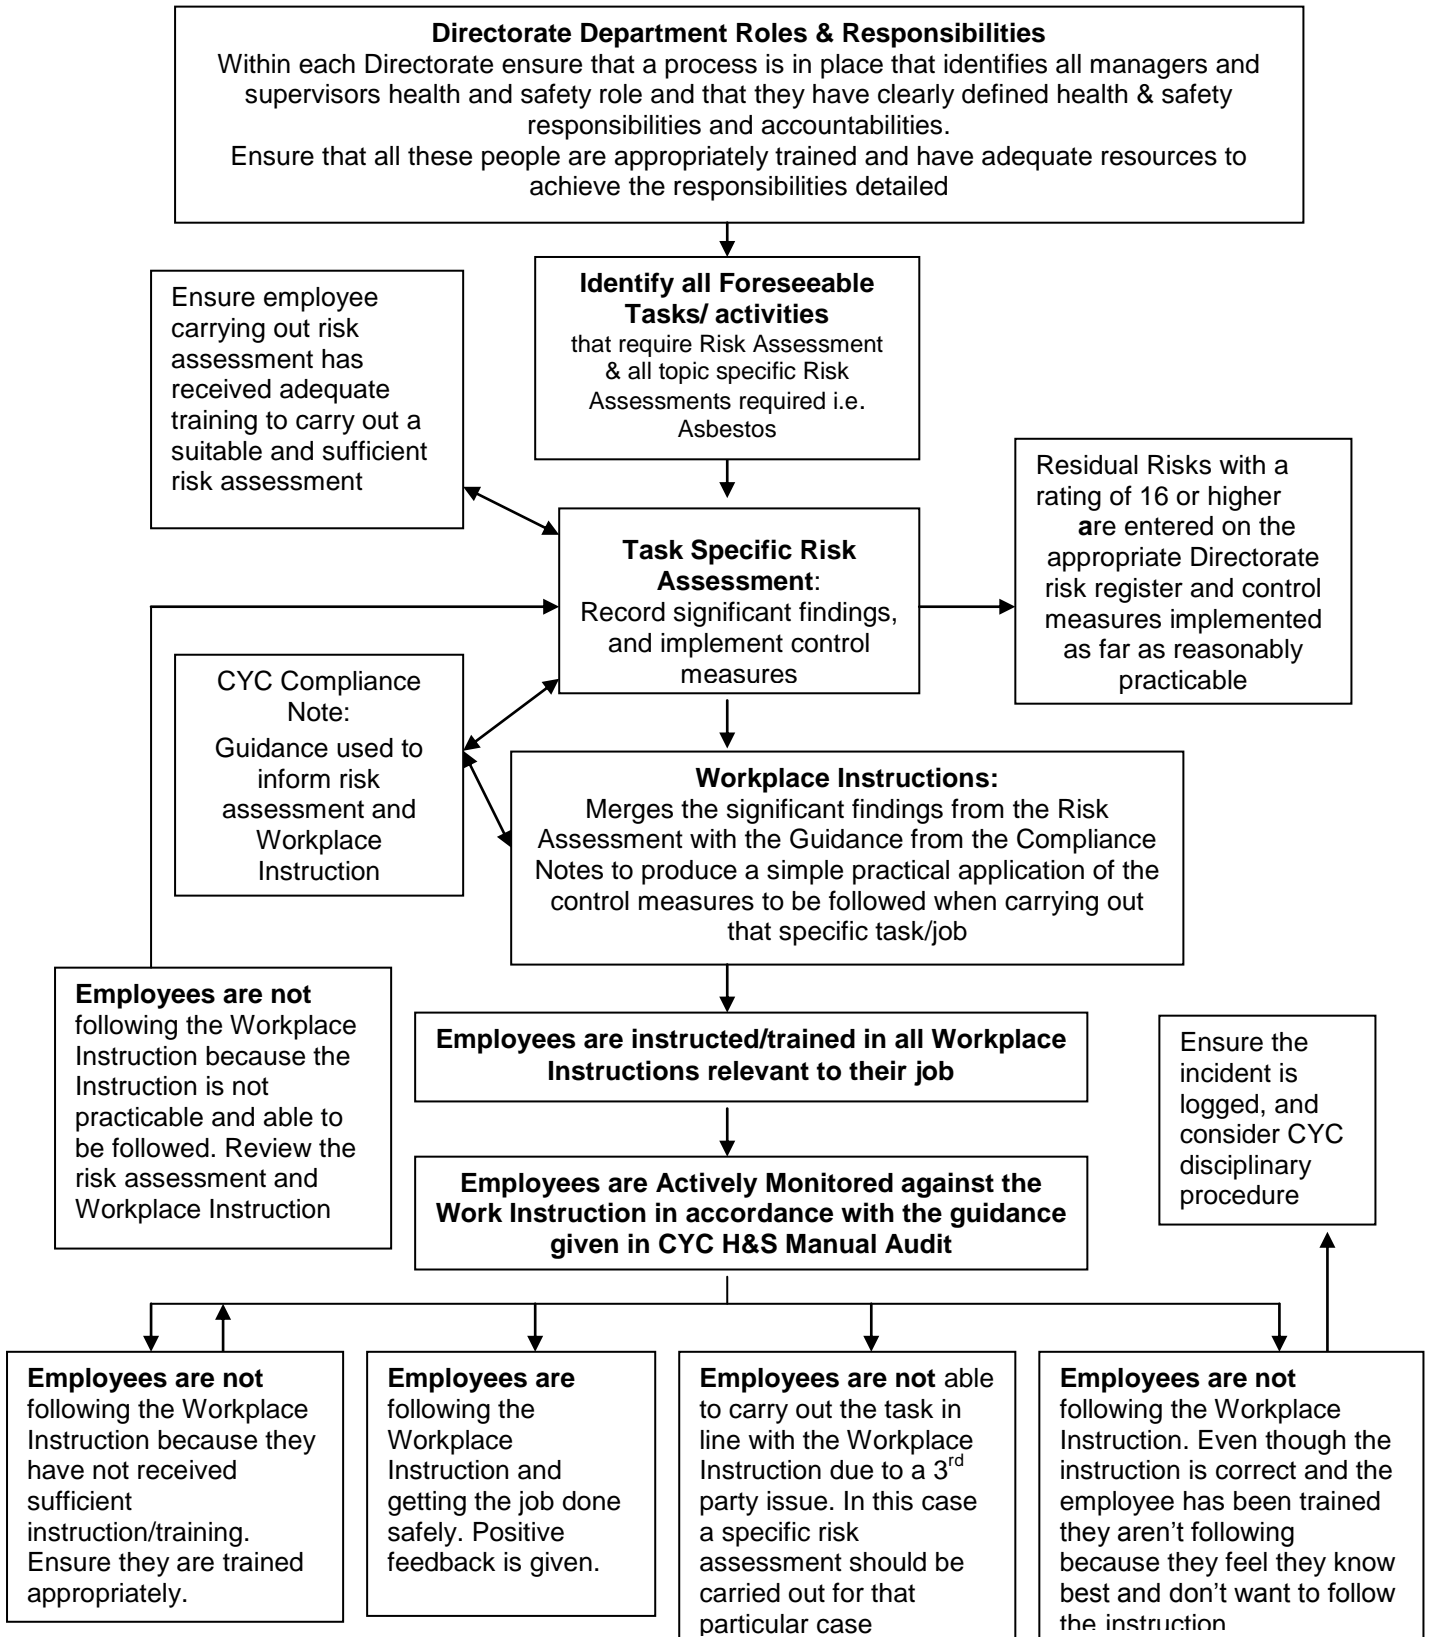 Directorate Department Roles & Responsibilities
Within each Directorate ensure that a process is in place that identifies all managers and
supervisors health and safety role and that they have clearly defined health & safety
responsibilities and accountabilities.
Ensure that all these people are appropriately trained and have adequate resources to
achieve the responsibilities detailed
Identify all Foreseeable
Tasks/ activities
that require Risk Assessment
& all topic specific Risk
Assessments required i.e.
Asbestos
Ensure employee
carrying out risk
assessment has
received adequate
training to carry out a
suitable and sufficient
risk assessment
Residual Risks with a
rating of 16 or higher
are entered on the
appropriate Directorate
risk register and control
measures implemented
as far as reasonably
practicable
Task Specific Risk
Assessment:
Record significant findings,
and implement control
measures
CYC Compliance
Note:
Guidance used to
inform risk
assessment and
Workplace
Instruction
Workplace Instructions:
Merges the significant findings from the Risk
Assessment with the Guidance from the Compliance
Notes to produce a simple practical application of the
control measures to be followed when carrying out
that specific task/job
Employees are not
following the Workplace
Instruction because the
Instruction is not
practicable and able to
be followed. Review the
risk assessment and
Workplace Instruction
Employees are instructed/trained in all Workplace
Instructions relevant to their job
Ensure the
incident is
logged, and
consider CYC
disciplinary
procedure
Employees are Actively Monitored against the
Work Instruction in accordance with the guidance
given in CYC H&S Manual Audit
Employees are not
following the Workplace
Instruction because they
have not received
sufficient
instruction/training.
Ensure they are trained
appropriately.
Employees are
following the
Workplace
Instruction and
getting the job done
safely. Positive
feedback is given.
Employees are not able
to carry out the task in
line with the Workplace
Instruction due to a 3rd
party issue. In this case
a specific risk
assessment should be
carried out for that
particular case
Employees are not
following the Workplace
Instruction. Even though the
instruction is correct and the
employee has been trained
they aren't following
because they feel they know
best and don't want to follow
the instruction